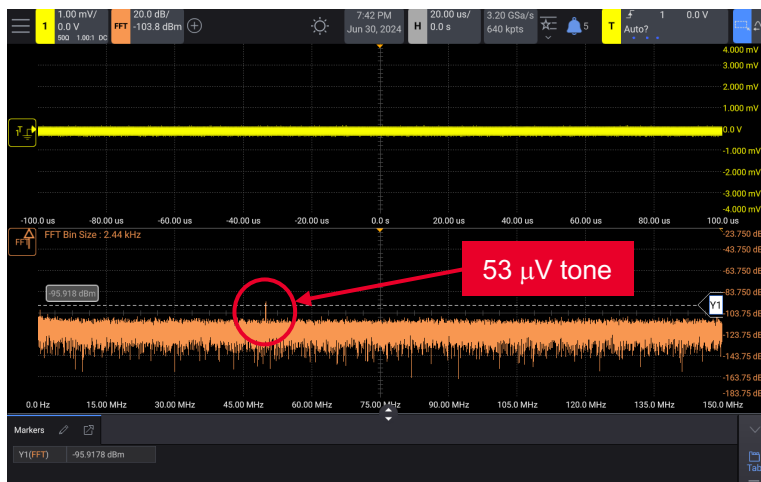 1 1.00 mV/ 0.0 V 50Ω 1.00:1 DC
FFT 20.0 dB/ -103.8 dBm
7:42 PM
Jun 30, 2024
H 20.00 us/ 0.0 s
3.20 GSa/s
640 kpts
5
T 1 0.0 V
Auto?
4.000 mV
3.000 mV
2.000 mV
1.000 mV
0.0 V
-1.000 mV
-2.000 mV
-3.000 mV
-4.000 mV
-100.0 us -80.00 us -60.00 us -40.00 us -20.00 us 0.0 s 20.00 us 40.00 us 60.00 us 80.00 us 100.0 us
FFT
FFT Bin Size : 2.44 kHz
-23.750 dB
-43.750 dB
-63.750 dB
-83.750 dB
-103.75 dB
-123.75 dB
-143.75 dB
-163.75 dB
-183.75 dB
53 μV tone
-95.918 dBm
Y1
0.0 Hz 15.00 MHz 30.00 MHz 45.00 MHz 60.00 MHz 75.00 MHz 90.00 MHz 105.0 MHz 120.0 MHz 135.0 MHz 150.0 MHz
Markers
Y1(FFT) -95.9178 dBm
Tab